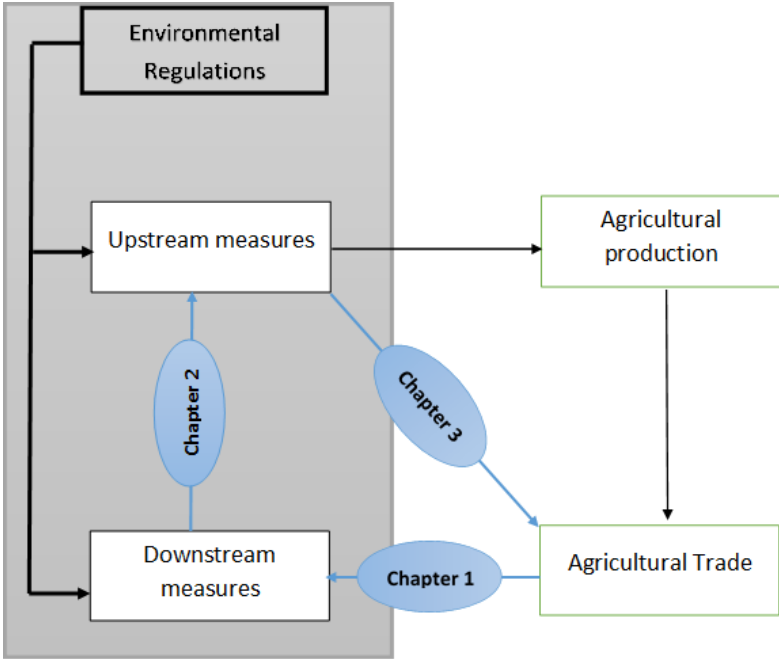 Environmental
Regulations
Upstream measures
Agricultural
production
Chapter 2
Chapter 3
Downstream
measures
Chapter 1
Agricultural Trade